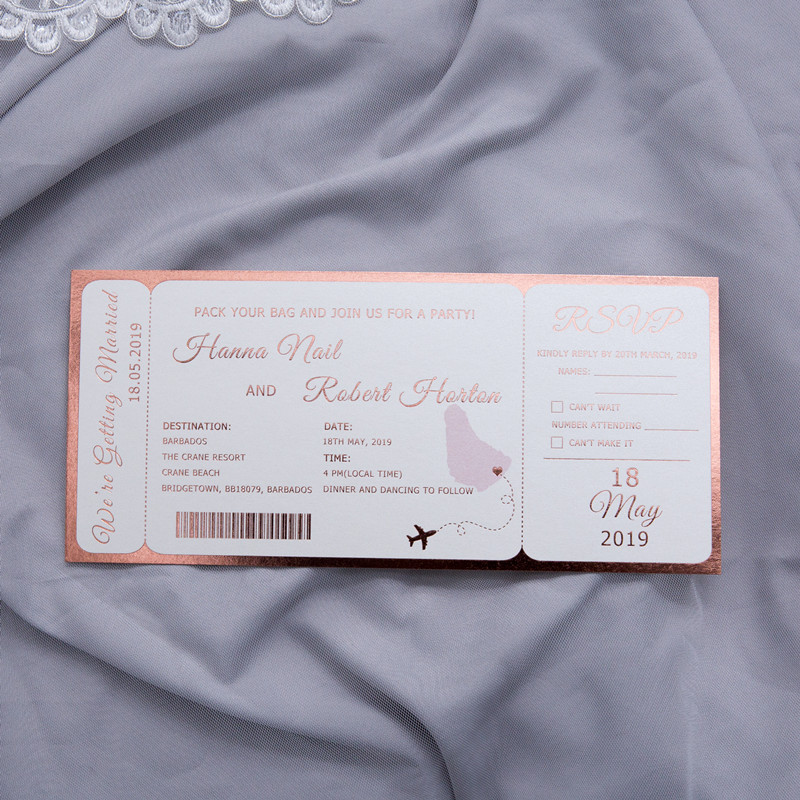 We're Getting Married
18.05.2019
PACK YOUR BAG AND JOIN US FOR A PARTY!
Hanna Nail
AND Robert Horton
DESTINATION:
BARBADOS
THE CRANE RESORT
CRANE BEACH
BRIDGETOWN, BB18079, BARBADOS
DATE:
18TH MAY, 2019
TIME:
4 PM(LOCAL TIME)
DINNER AND DANCING TO FOLLOW
RSVP
KINDLY REPLY BY 20TH MARCH, 2019
NAMES:
CAN'T WAIT
NUMBER ATTENDING
CAN'T MAKE IT
18
May
2019